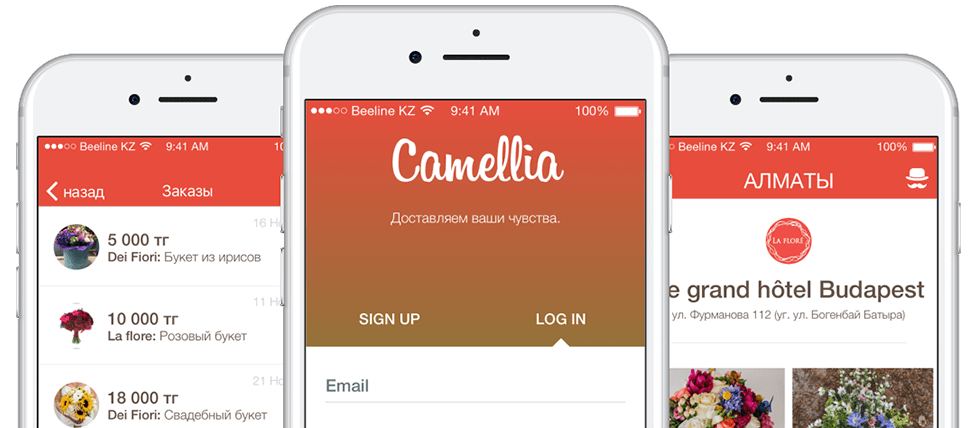 Beeline KZ 9:41 AM
назад Заказы
16
5 000 тг
Dei Fiori: Букет из ирисов
11
10 000 тг
La flore: Розовый букет
21
18 000 тг
Dei Fiori: Свадебный букет
Beeline KZ 9:41 AM 100%
Camellia
Доставляем ваши чувства.
SIGN UP LOG IN
Email
Beeline KZ 9:41 AM 100%
АЛМАТЫ
LA FLORÉ
grand hôtel Budapest
ул. Фурманова 112 (уг. ул. Богенбай Батыра)